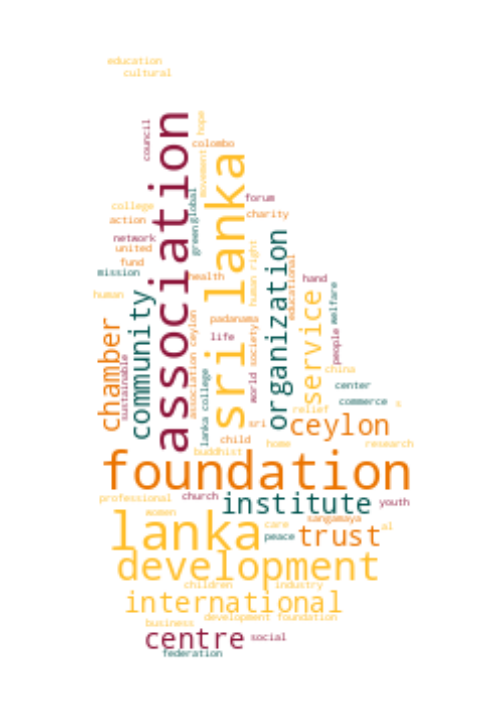 education
cultural
council
association
hope
movement
colombo
sri lanka
college
action
global
green
forum
charity
network
united
fund
mission
health
human right
organization
educational
hand
human
community
chamber
sustainable
association ceylon
padanama
life
world society
service
welfare
people
china
center
commerce
s
lanka college
relief
sri
ceylon
child
home
research
buddhist
foundation
professional
church
institute
youth
women
lanka
care
sangamaya
al
peace
trust
development
children
industry
international
development foundation
business
centre
social
federation